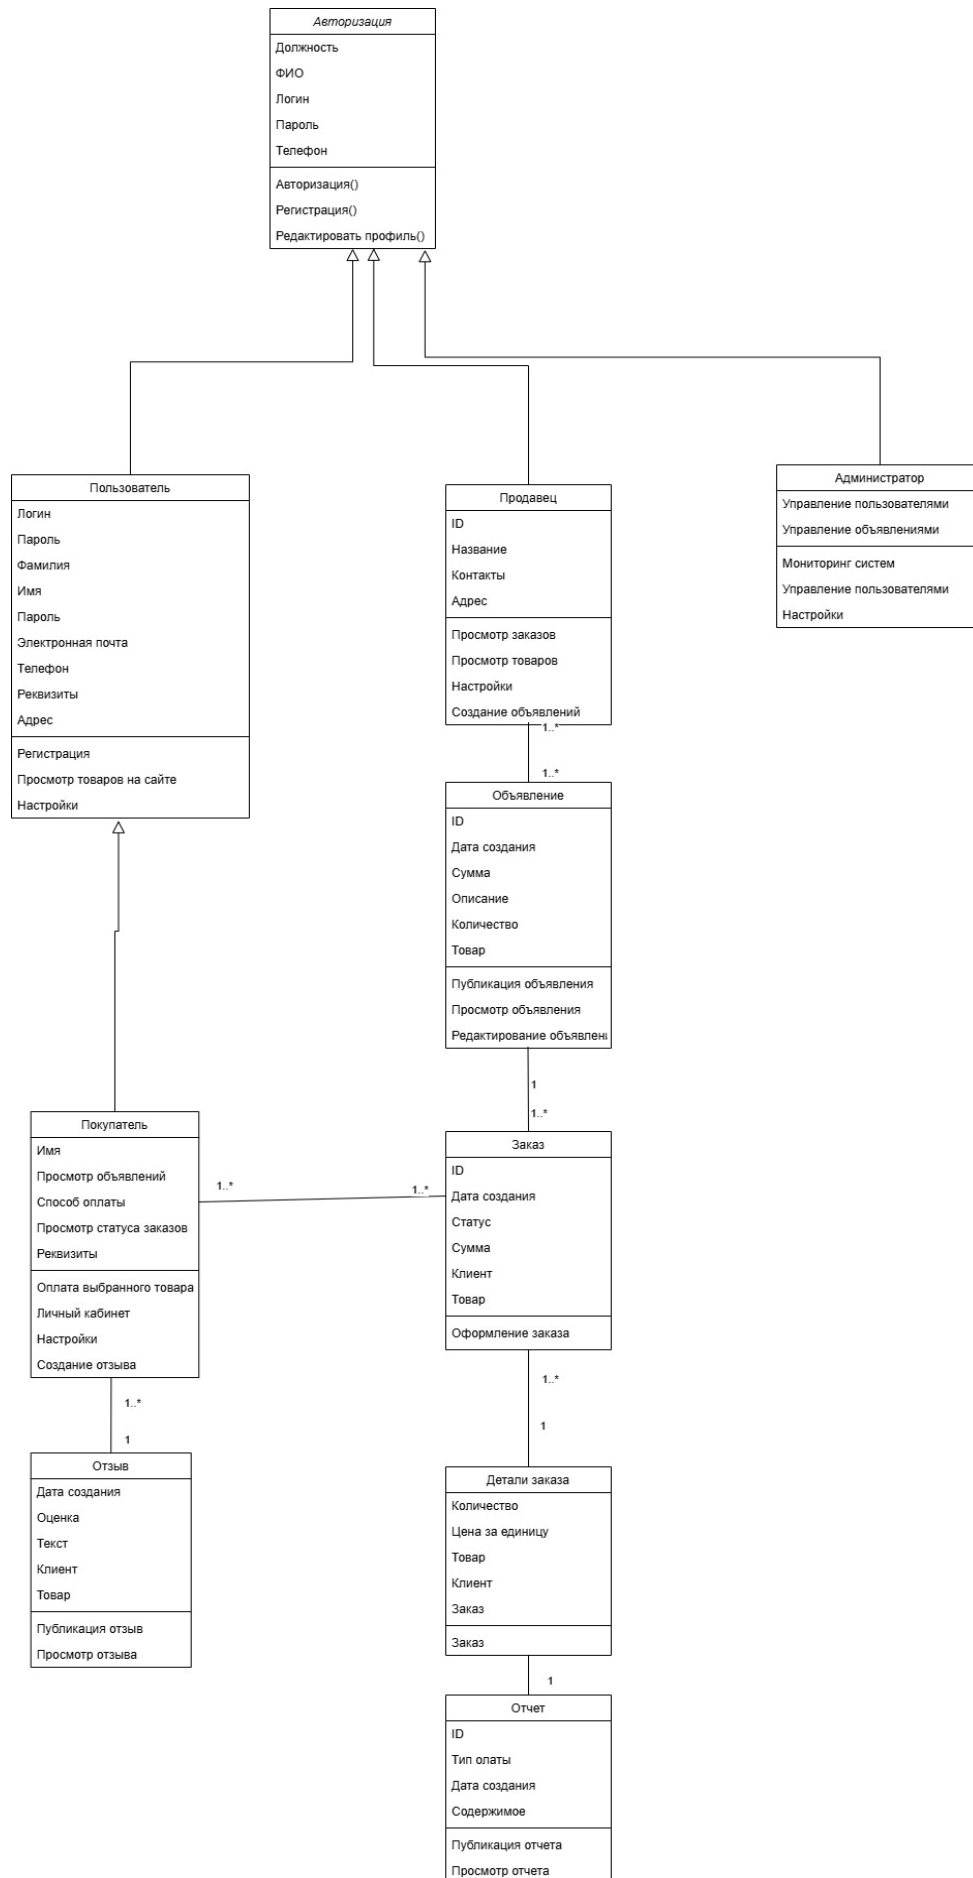 Авторизация
Должность
ФИО
Логин
Пароль
Телефон
Авторизация()
Регистрация()
Редактировать профиль()
Пользователь
Логин
Пароль
Фамилия
Имя
Пароль
Электронная почта
Телефон
Реквизиты
Адрес
Регистрация
Просмотр товаров на сайте
Настройки
Продавец
ID
Название
Контакты
Адрес
Просмотр заказов
Просмотр товаров
Настройки
Создание объявлений
1..*
1..*
Администратор
Управление пользователями
Управление объявлениями
Мониторинг систем
Управление пользователями
Настройки
Объявление
ID
Дата создания
Сумма
Описание
Количество
Товар
Публикация объявления
Просмотр объявления
Редактирование объявлени
1
1..*
Покупатель
Имя
Просмотр объявлений
Способ оплаты
Просмотр статуса заказов
Реквизиты
Оплата выбранного товара
Личный кабинет
Настройки
Создание отзыва
1..*
1..*
Заказ
ID
Дата создания
Статус
Сумма
Клиент
Товар
Оформление заказа
1..*
1
1..*
1
Отзыв
Дата создания
Оценка
Текст
Клиент
Товар
Публикация отзыв
Просмотр отзыва
Детали заказа
Количество
Цена за единицу
Товар
Клиент
Заказ
Заказ
1
Отчет
ID
Тип олаты
Дата создания
Содержимое
Публикация отчета
Просмотр отчета